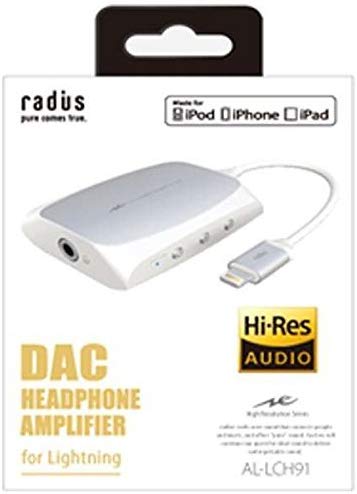 radius
pure comes true.
Made for
iPod iPhone iPad
Hi-Res
AUDIO
DAC
HEADPHONE
AMPLIFIER
for Lightning
High Resolution Series
AL-LCH91